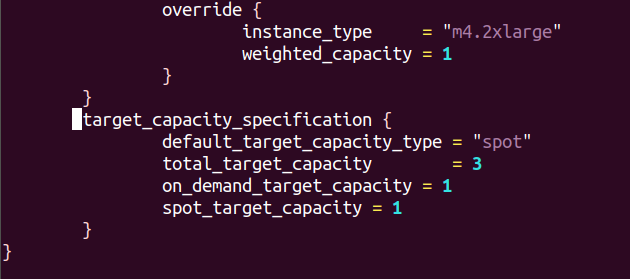 override {
instance_type     = "m4.2xlarge"
weighted_capacity = 1
}
}
target_capacity_specification {
default_target_capacity_type = "spot"
total_target_capacity        = 3
on_demand_target_capacity = 1
spot_target_capacity = 1
}
}